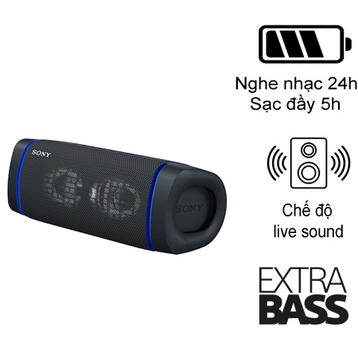 Nghe nhạc 24h
Sạc đầy 5h
SONY
SONY
Chế độ
live sound
EXTRA
BASS